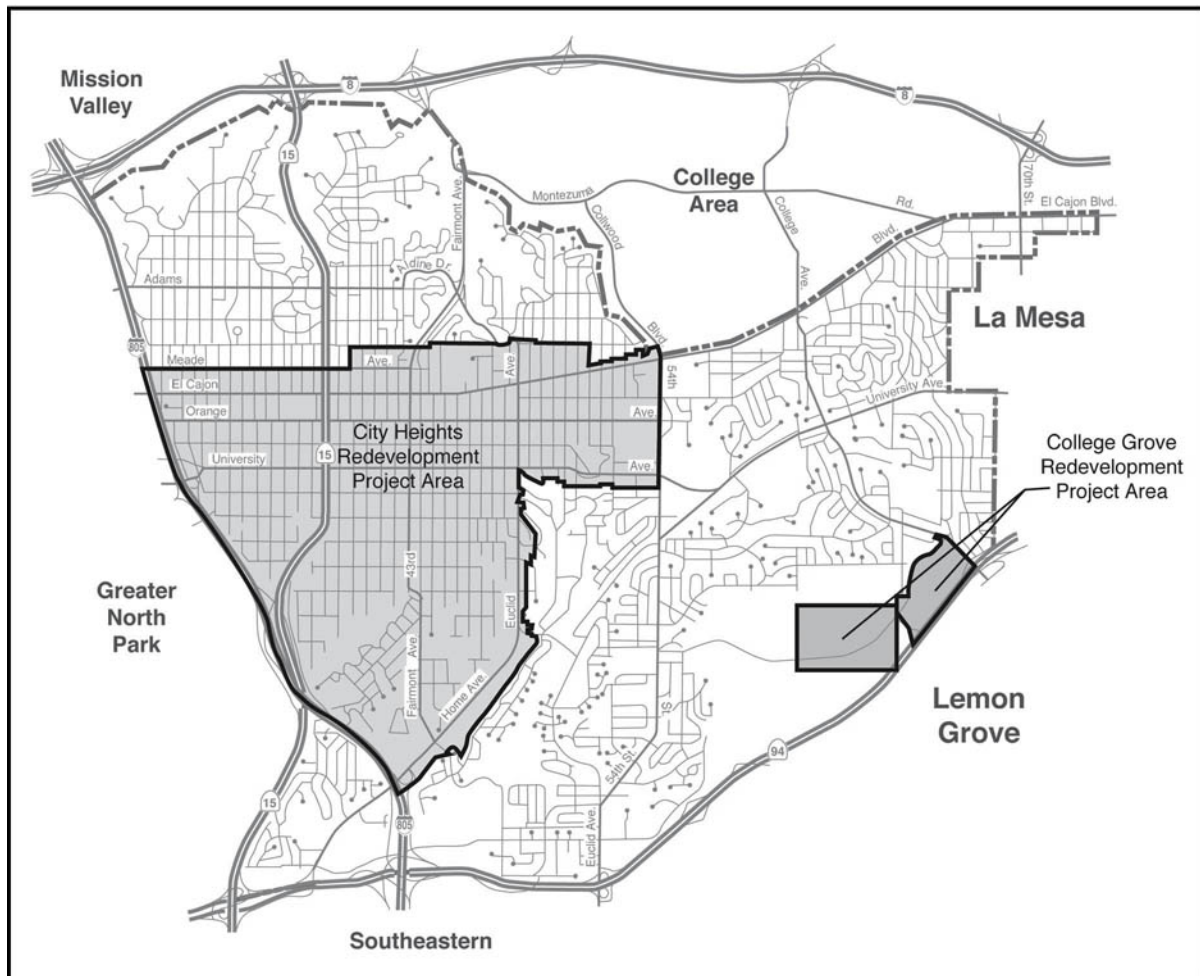 Mission
Valley
8
8
15
College
Area
Montezuma
Rd.
70th St.
El Cajon Blvd.
Fairmont Ave.
Collwood
Blvd.
College
Ave.
Blvd.
Adams
Aldine Dr.
La Mesa
805
Meade
Ave.
Ave.
54th
El Cajon
University Ave.
Orange
Ave.
City Heights
Redevelopment
Project Area
15
University
Ave.
College Grove
Redevelopment
Project Area
43rd
Euclid
Greater
North
Park
Fairmont Ave.
Home Ave.
Lemon
Grove
St.
94
54th St.
15
805
Euclid Ave.
Southeastern